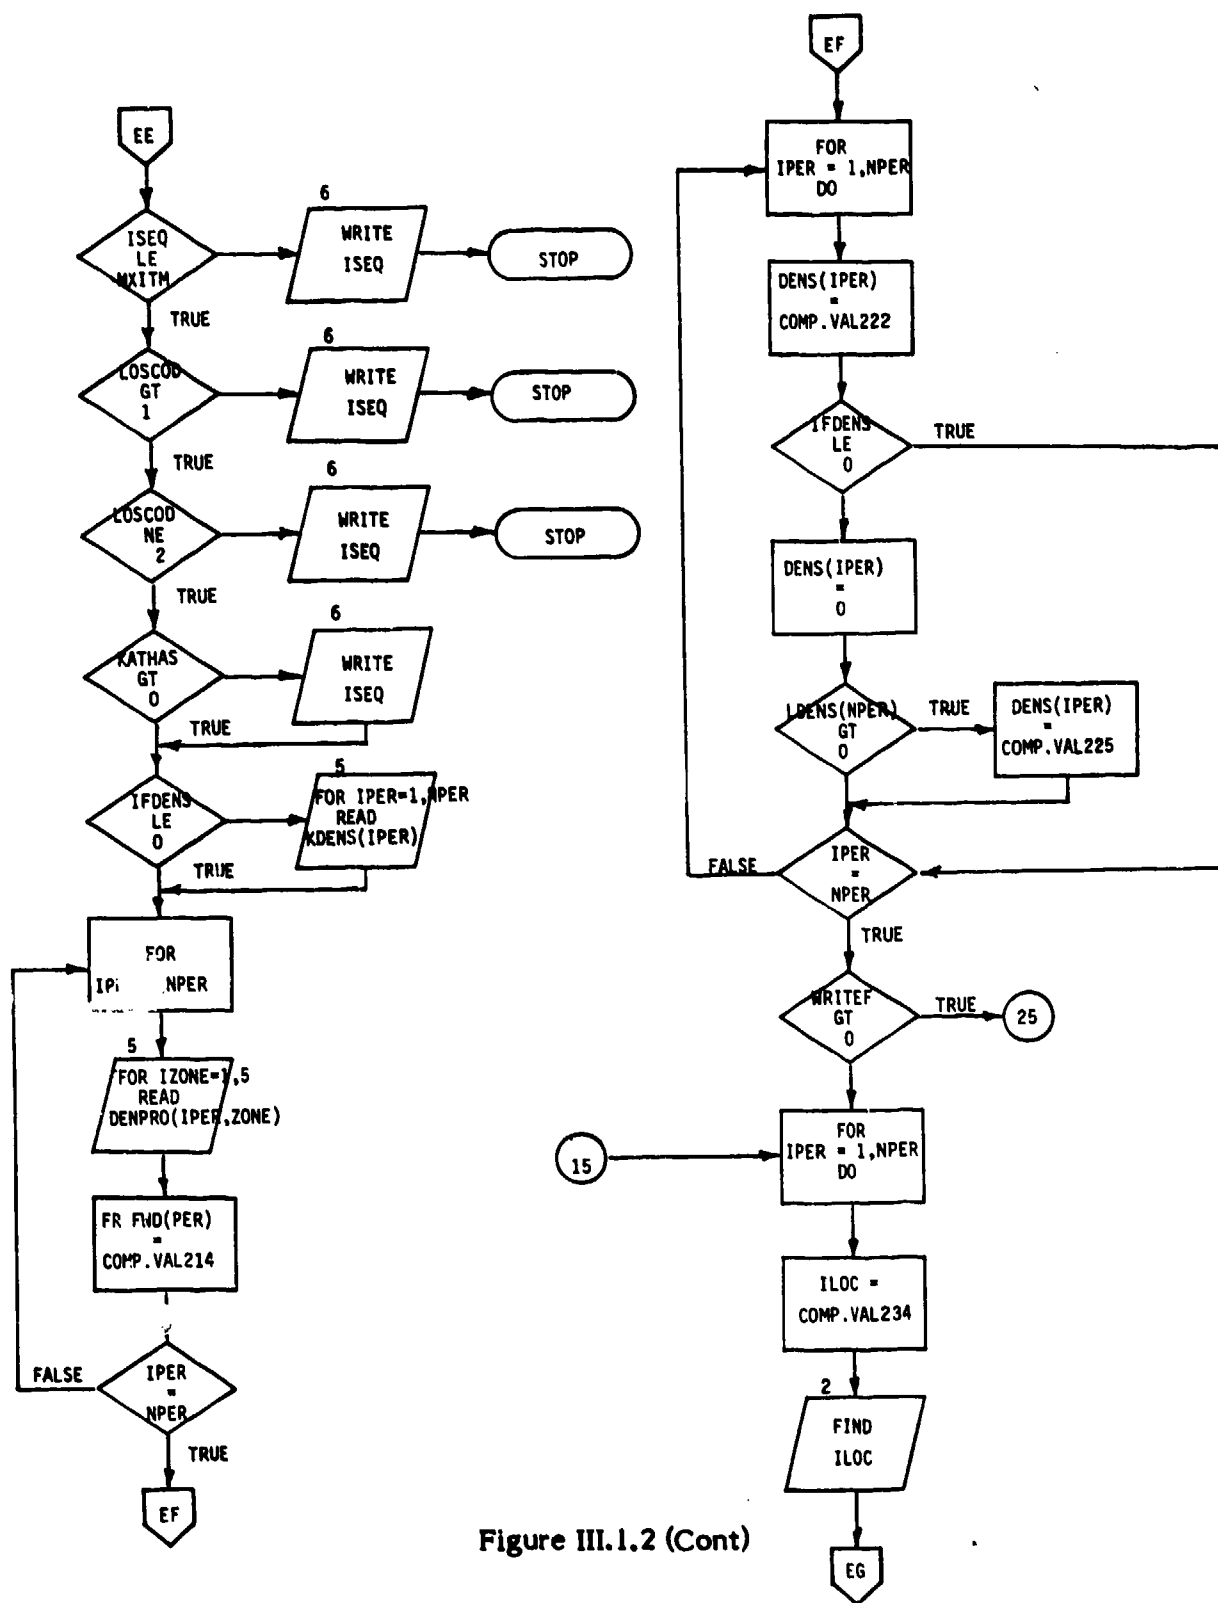 EE
ISEQ
LE
MXITM
TRUE
6
WRITE
ISEQ
STOP
LOSCOD
GT
1
TRUE
6
WRITE
ISEQ
STOP
LOSCOD
NE
2
TRUE
6
WRITE
ISEQ
STOP
KATHAS
GT
0
TRUE
6
WRITE
ISEQ
IFDENS
LE
0
TRUE
5
FOR IPER=1,NPER
READ
KDENS(IPER)
FOR
NPER
5
FOR IZONE=1,5
READ
DENPRO(IPER,ZONE)
FR FWD(PER)
=
COMP.VAL214
IPER
=
NPER
FALSE
TRUE
EF
EF
FOR
IPER = 1,NPER
DO
DENS(IPER)
=
COMP.VAL222
IFDENS
LE
0
TRUE
DENS(IPER)
=
0
LDENS(NPER)
GT
0
TRUE
DENS(IPER)
=
COMP.VAL225
IPER
=
NPER
FALSE
TRUE
WRITEF
GT
0
TRUE
25
15
FOR
IPER = 1,NPER
DO
ILOC =
COMP.VAL234
2
FIND
ILOC
EG
Figure III.1.2 (Cont)